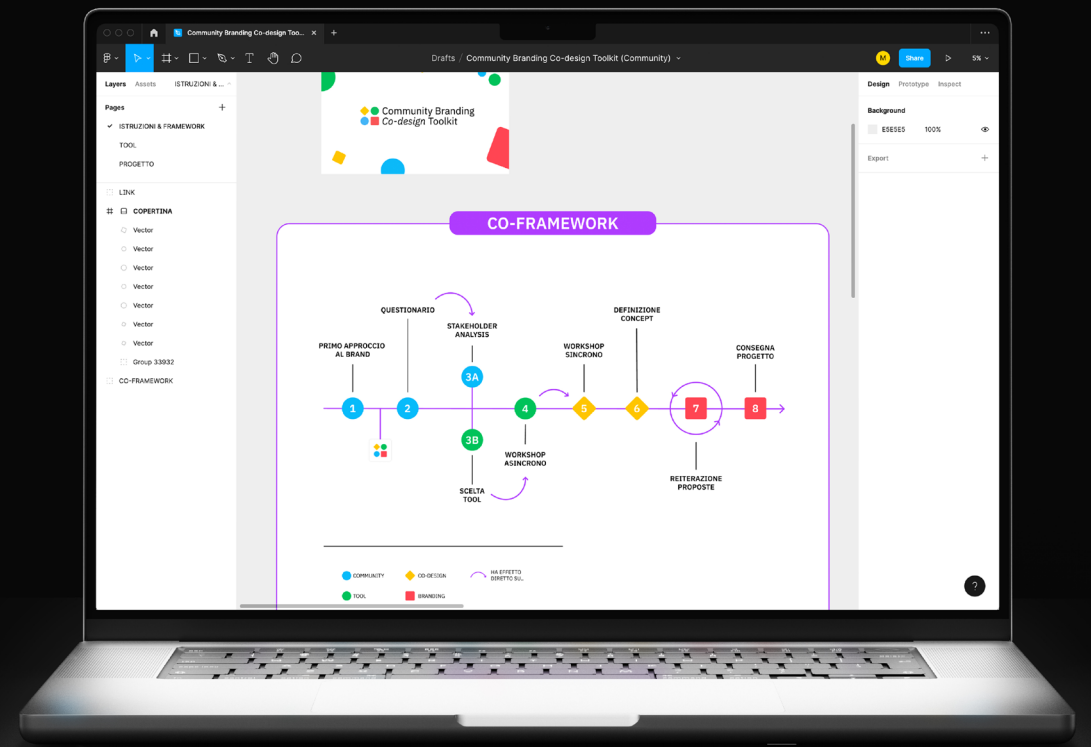 Community Branding Co-design Too...
Drafts / Community Branding Co-design Toolkit (Community)
M
Share
5%
Layers
Assets
ISTRUZIONI & ...
Design
Prototype
Inspect
Pages
ISTRUZIONI & FRAMEWORK
TOOL
PROGETTO
LINK
COPERTINA
Vector
Vector
Vector
Vector
Vector
Vector
Vector
Group 33932
CO-FRAMEWORK
Background
E5E5E5
100%
Export
Community Branding
Co-design Toolkit
CO-FRAMEWORK
QUESTIONARIO
DEFINIZIONE
CONCEPT
STAKEHOLDER
ANALYSIS
PRIMO APPROCCIO
AL BRAND
WORKSHOP
SINCRONO
CONSEGNA
PROGETTO
3A
1
2
4
5
6
7
8
3B
WORKSHOP
ASINCRONO
REITERAZIONE
PROPOSTE
SCELTA
TOOL
COMMUNITY
CO-DESIGN
HA EFFETTO
DIRETTO SU...
TOOL
BRANDING
?